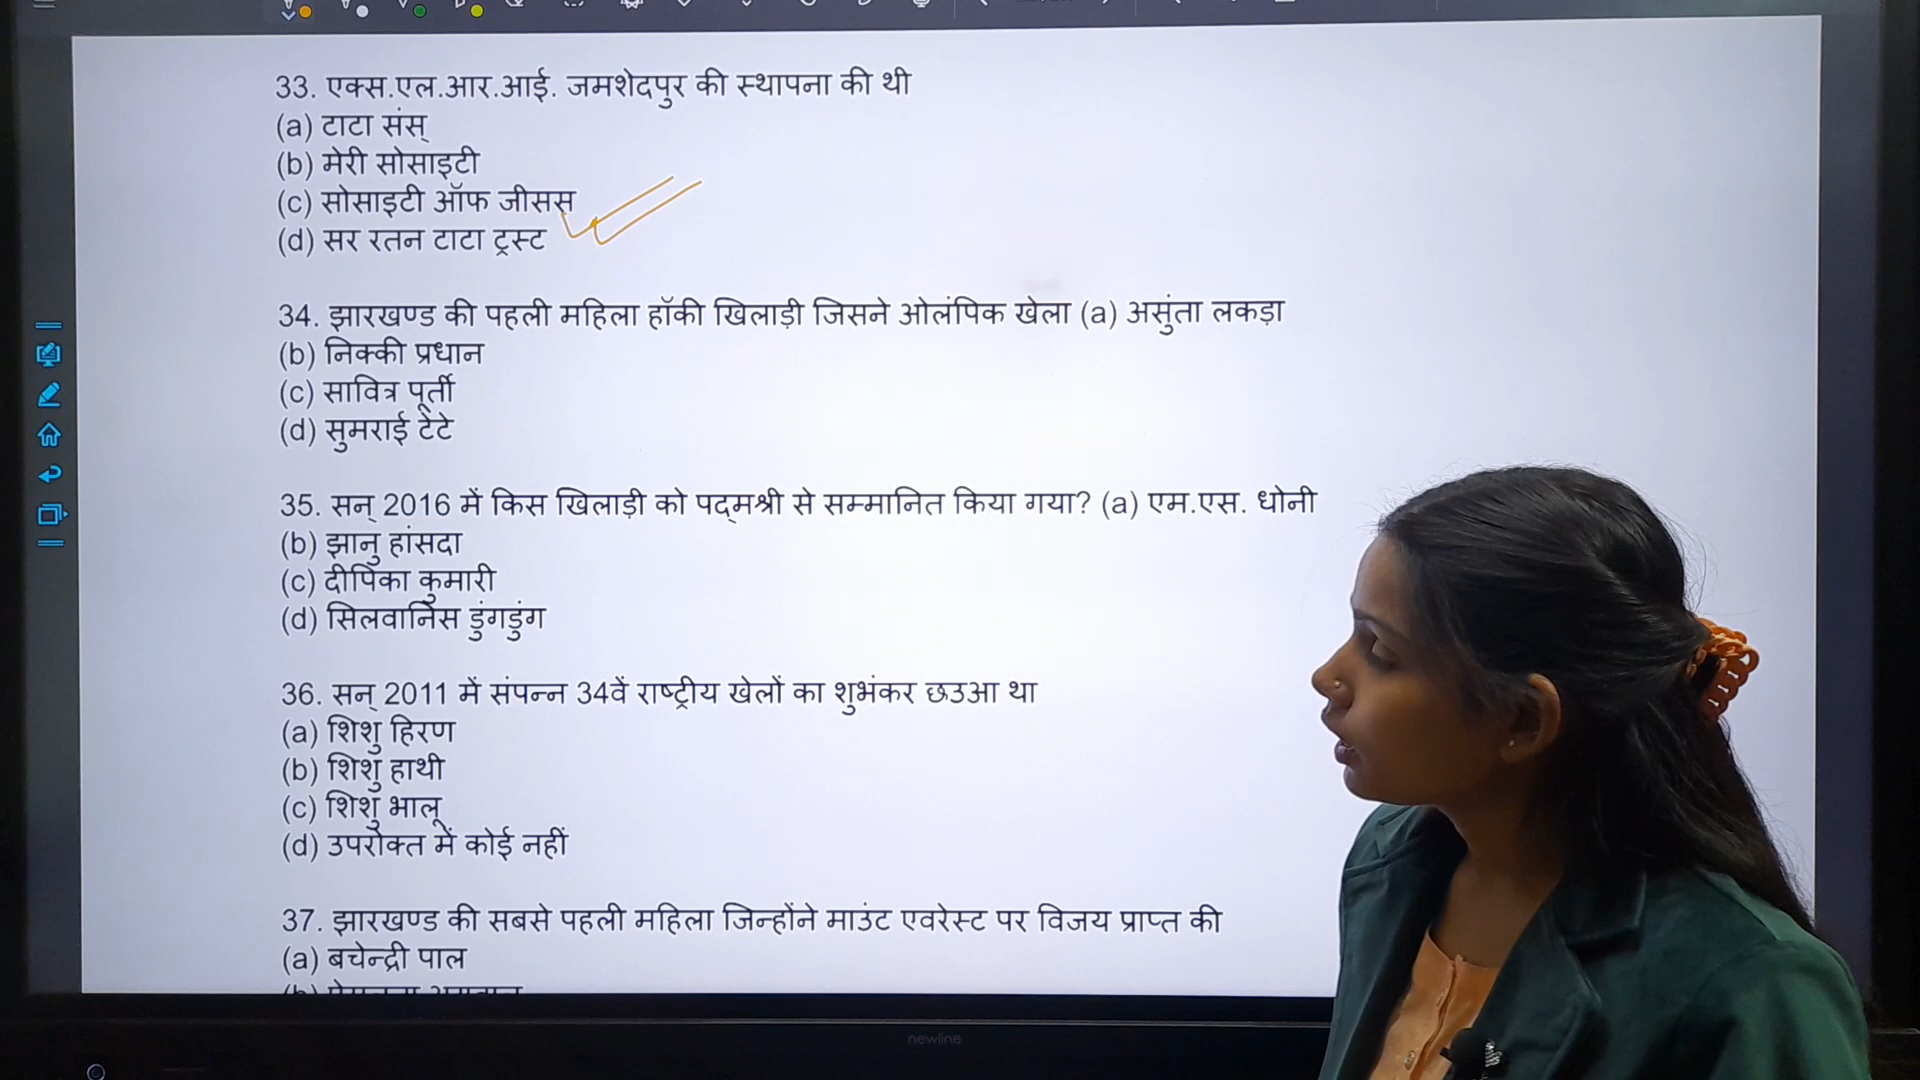 33. एक्स.एल.आर.आई. जमशेदपुर की स्थापना की थी
(a) टाटा संस्
(b) मेरी सोसाइटी
(c) सोसाइटी ऑफ जीसस
(d) सर रतन टाटा ट्रस्ट
34. झारखण्ड की पहली महिला हॉकी खिलाड़ी जिसने ओलंपिक खेला (a) असुंता लकड़ा
(b) निक्की प्रधान
(c) सावित्र पूर्ती
(d) सुमराई टेटे
35. सन् 2016 में किस खिलाड़ी को पद्मश्री से सम्मानित किया गया? (a) एम.एस. धोनी
(b) झानु हांसदा
(c) दीपिका कुमारी
(d) सिलवानिस डुंगडुंग
36. सन् 2011 में संपन्न 34वें राष्ट्रीय खेलों का शुभंकर छउआ था
(a) शिशु हिरण
(b) शिशु हाथी
(c) शिशु भालू
(d) उपरोक्त में कोई नहीं
37. झारखण्ड की सबसे पहली महिला जिन्होंने माउंट एवरेस्ट पर विजय प्राप्त की
(a) बचेन्द्री पाल
newline